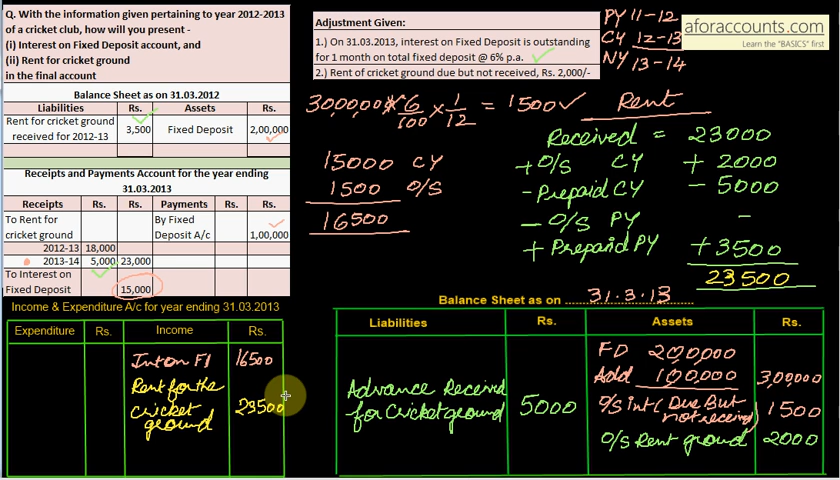 Q. With the information given pertaining to year 2012-2013
of a cricket club, how will you present -
(i) Interest on Fixed Deposit account, and
(ii) Rent for cricket ground
in the final account
Balance Sheet as on 31.03.2012
Liabilities Rs. Assets Rs.
Rent for cricket ground
received for 2012-13 3,500 Fixed Deposit 2,00,000
Receipts and Payments Account for the year ending
31.03.2013
Receipts Rs. Rs. Payments Rs. Rs.
To Rent for
cricket ground
By Fixed
Deposit A/c 1,00,000
2012-13 18,000
2013-14 5,000 23,000
To Interest on
Fixed Deposit 15,000
Adjustment Given:
1.) On 31.03.2013, interest on Fixed Deposit is outstanding
for 1 month on total fixed deposit @ 6% p.a.
2.) Rent of cricket ground due but not received, Rs. 2,000/-
PY 11-12
CY 12-13
NY 13-14
aforaccounts.com
Learn the "BASICS" first
30,00,00 × 6/100 × 1/12 = 1500
15000 CY
1500 O/S
16500
Rent
Received = 23000
+ O/S CY + 2000
- Prepaid CY - 5000
- O/S PY -
+ Prepaid PY + 3500
23500
Income & Expenditure A/c for year ending 31.03.2013
Expenditure Rs. Income Rs.
Int on FD 16500
Rent for the
cricket
ground 23500
Balance Sheet as on 31.3.13
Liabilities Rs. Assets Rs.
Advance Received
for Cricket ground 5000
FD 200,000
Add 100,000 3,00000
O/S int (Due But
not received) 1500
O/S Rent ground 2000